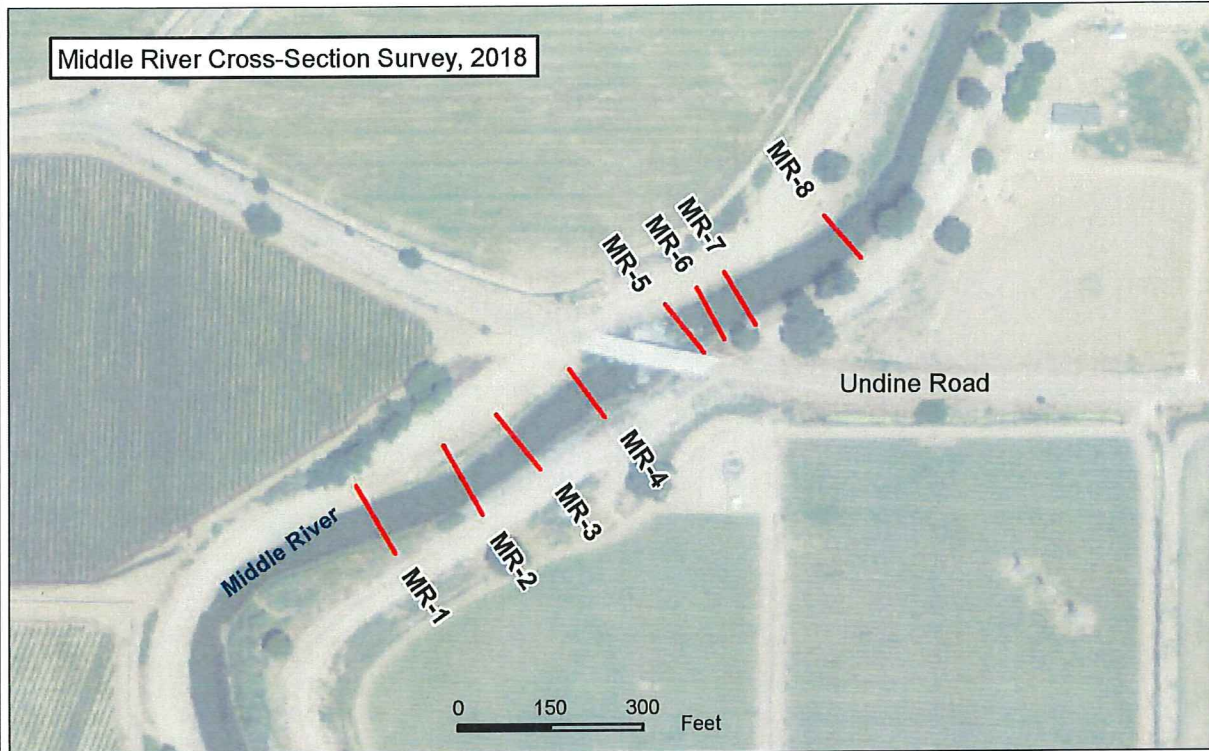 Middle River Cross-Section Survey, 2018
MR-8
MR-7
MR-6
MR-5
Undine Road
MR-4
MR-3
MR-2
MR-1
Middle River
0 150 300 Feet